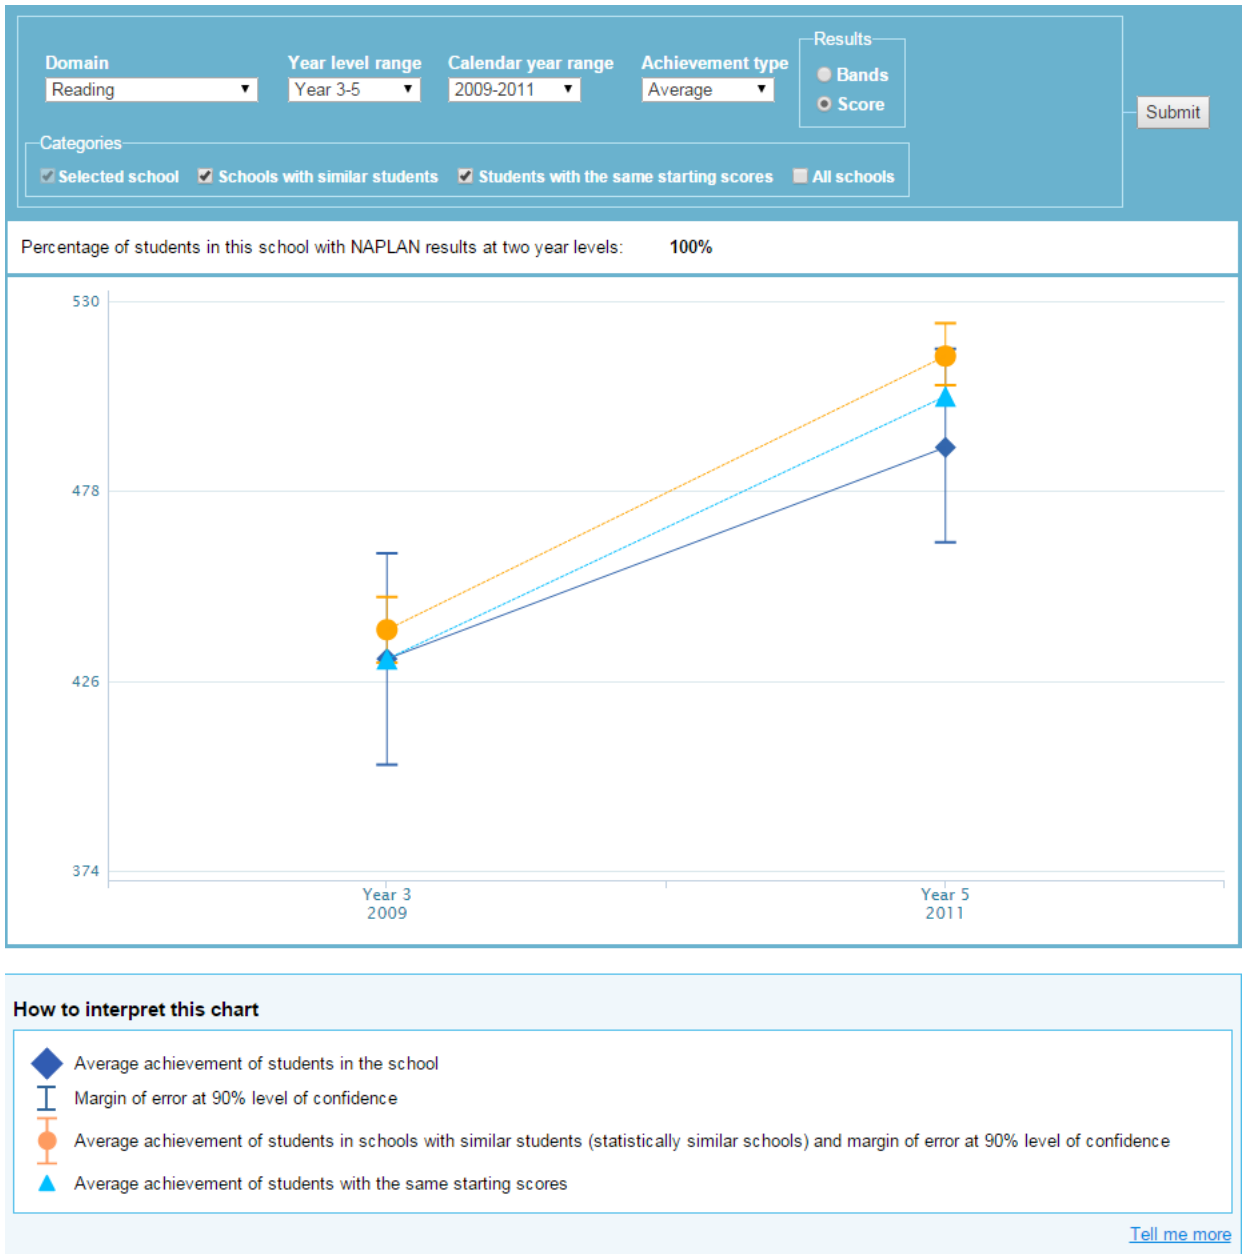 Domain
Reading
Year level range
Year 3-5
Calendar year range
2009-2011
Achievement type
Average
Results
Bands
Score
Submit
Categories
Selected school
Schools with similar students
Students with the same starting scores
All schools
Percentage of students in this school with NAPLAN results at two year levels: 100%
530
478
426
374
Year 3
2009
Year 5
2011
How to interpret this chart
Average achievement of students in the school
Margin of error at 90% level of confidence
Average achievement of students in schools with similar students (statistically similar schools) and margin of error at 90% level of confidence
Average achievement of students with the same starting scores
Tell me more